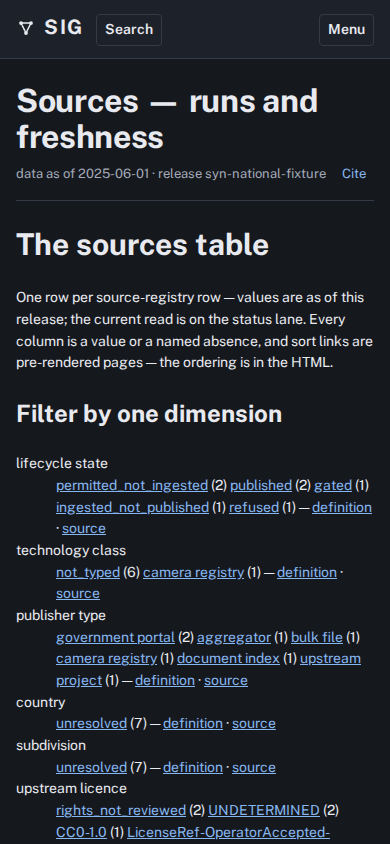 SIG Search Menu
Sources — runs and
freshness
data as of 2025-06-01 · release syn-national-fixture Cite
The sources table
One row per source-registry row — values are as of this
release; the current read is on the status lane. Every
column is a value or a named absence, and sort links are
pre-rendered pages — the ordering is in the HTML.
Filter by one dimension
lifecycle state
permitted_not_ingested (2) published (2) gated (1)
ingested_not_published (1) refused (1) — definition
· source
technology class
not_typed (6) camera registry (1) — definition ·
source
publisher type
government portal (2) aggregator (1) bulk file (1)
camera registry (1) document index (1) upstream
project (1) — definition · source
country
unresolved (7) — definition · source
subdivision
unresolved (7) — definition · source
upstream licence
rights_not_reviewed (2) UNDETERMINED (2)
CC0-1.0 (1) LicenseRef-OperatorAccepted-